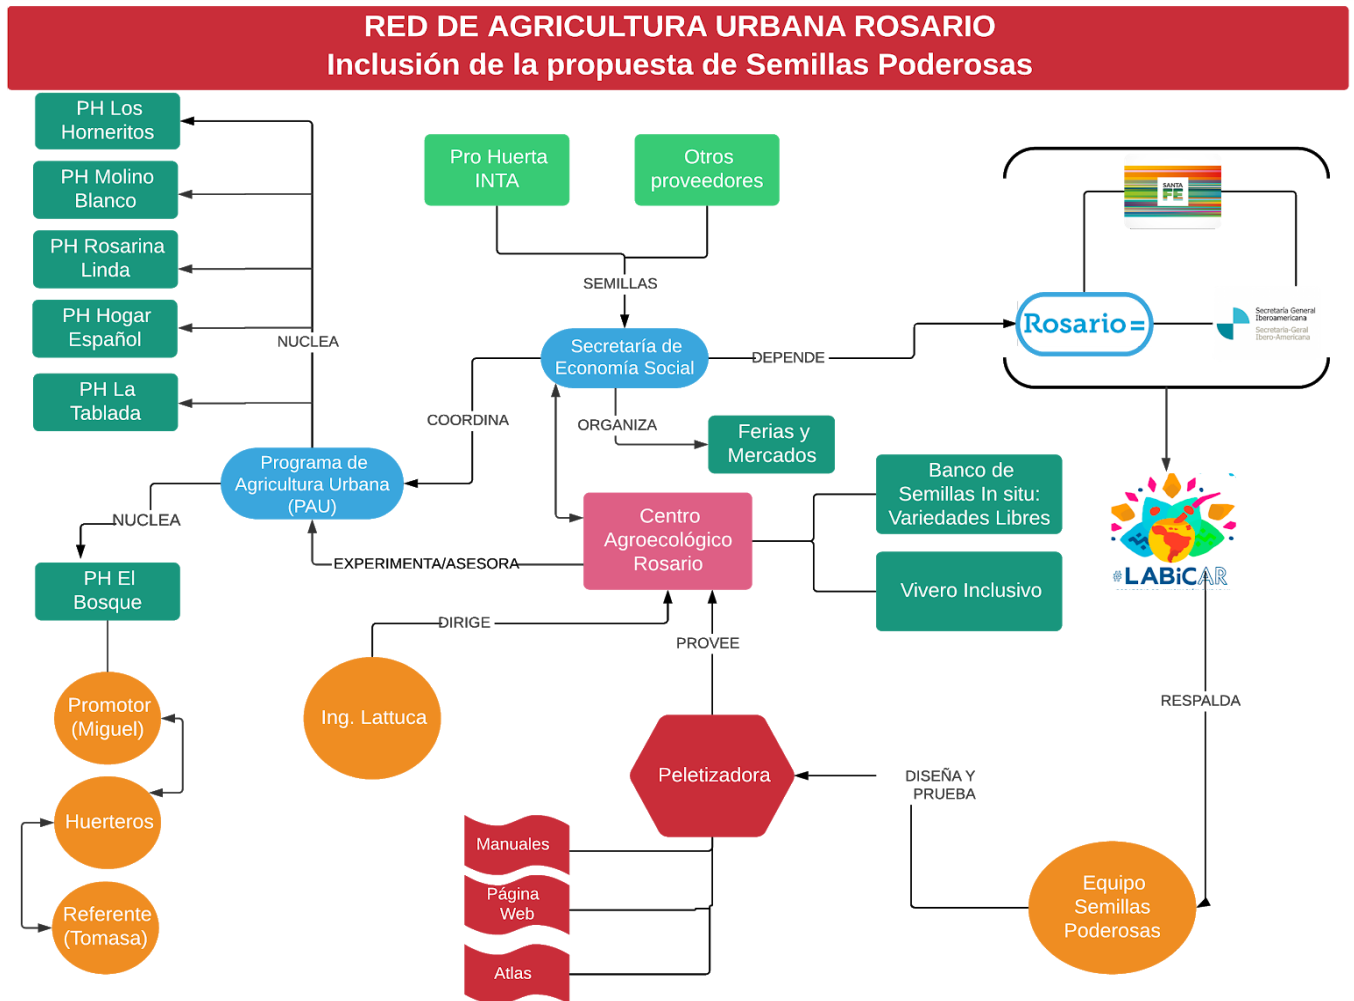 RED DE AGRICULTURA URBANA ROSARIO
Inclusión de la propuesta de Semillas Poderosas
PH Los
Horneritos
PH Molino
Blanco
PH Rosarina
Linda
PH Hogar
Español
PH La
Tablada
NUCLEA
Pro Huerta
INTA
Otros
proveedores
SEMILLAS
SANTA
FE
Rosario=
Secretaría General
Iberoamericana
Secretaria-Geral
Ibero-Americana
Secretaría de
Economía Social
DEPENDE
COORDINA
ORGANIZA
Ferias y
Mercados
Programa de
Agricultura Urbana
(PAU)
NUCLEA
Centro
Agroecológico
Rosario
Banco de
Semillas In situ:
Variedades Libres
Vivero Inclusivo
#LABiCAR
EXPERIMENTA/ASESORA
PH El
Bosque
DIRIGE
PROVEE
Promotor
(Miguel)
Ing. Lattuca
RESPALDA
Peletizadora
DISEÑA Y
PRUEBA
Huerteros
Manuales
Página
Web
Atlas
Referente
(Tomasa)
Equipo
Semillas
Poderosas